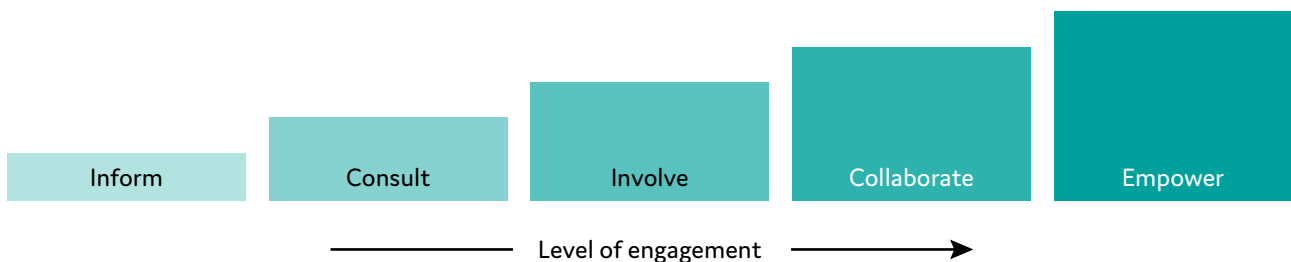 Inform
Consult
Involve
Collaborate
Empower
Level of engagement